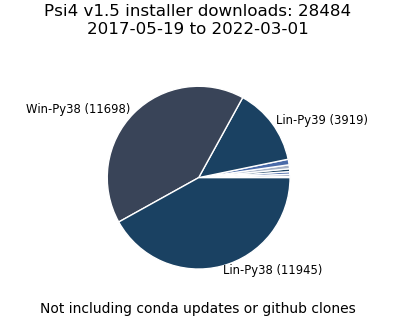 Psi4 v1.5 installer downloads: 28484
2017-05-19 to 2022-03-01
Win-Py38 (11698)
Lin-Py39 (3919)
Lin-Py38 (11945)
Not including conda updates or github clones